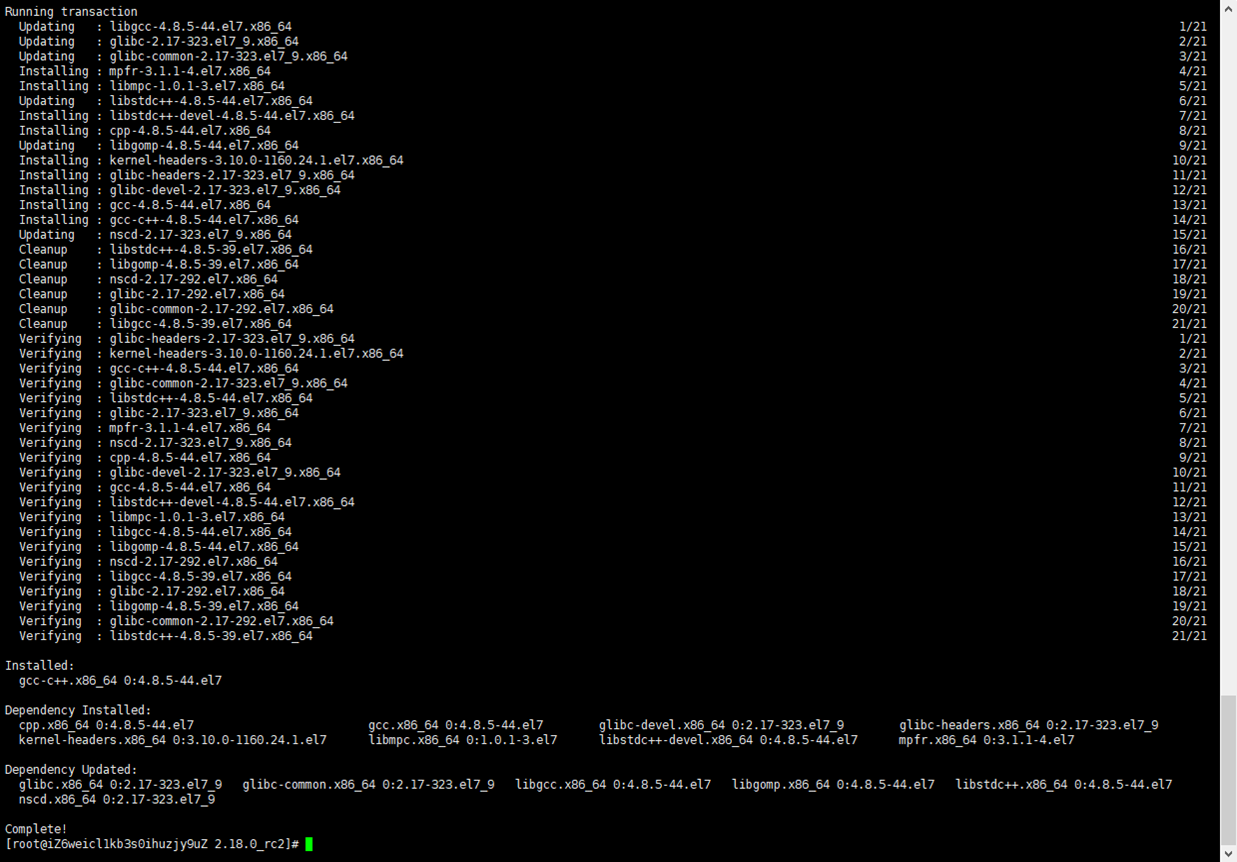 Running transaction
  Updating   : libgcc-4.8.5-44.el7.x86_64 1/21
  Updating   : glibc-2.17-323.el7_9.x86_64 2/21
  Updating   : glibc-common-2.17-323.el7_9.x86_64 3/21
  Installing : mpfr-3.1.1-4.el7.x86_64 4/21
  Installing : libmpc-1.0.1-3.el7.x86_64 5/21
  Updating   : libstdc++-4.8.5-44.el7.x86_64 6/21
  Installing : libstdc++-devel-4.8.5-44.el7.x86_64 7/21
  Installing : cpp-4.8.5-44.el7.x86_64 8/21
  Updating   : libgomp-4.8.5-44.el7.x86_64 9/21
  Installing : kernel-headers-3.10.0-1160.24.1.el7.x86_64 10/21
  Installing : glibc-headers-2.17-323.el7_9.x86_64 11/21
  Installing : glibc-devel-2.17-323.el7_9.x86_64 12/21
  Installing : gcc-4.8.5-44.el7.x86_64 13/21
  Installing : gcc-c++-4.8.5-44.el7.x86_64 14/21
  Updating   : nscd-2.17-323.el7_9.x86_64 15/21
  Cleanup    : libstdc++-4.8.5-39.el7.x86_64 16/21
  Cleanup    : libgomp-4.8.5-39.el7.x86_64 17/21
  Cleanup    : nscd-2.17-292.el7.x86_64 18/21
  Cleanup    : glibc-2.17-292.el7.x86_64 19/21
  Cleanup    : glibc-common-2.17-292.el7.x86_64 20/21
  Cleanup    : libgcc-4.8.5-39.el7.x86_64 21/21
  Verifying  : glibc-headers-2.17-323.el7_9.x86_64 1/21
  Verifying  : kernel-headers-3.10.0-1160.24.1.el7.x86_64 2/21
  Verifying  : gcc-c++-4.8.5-44.el7.x86_64 3/21
  Verifying  : glibc-common-2.17-323.el7_9.x86_64 4/21
  Verifying  : libstdc++-4.8.5-44.el7.x86_64 5/21
  Verifying  : glibc-2.17-323.el7_9.x86_64 6/21
  Verifying  : mpfr-3.1.1-4.el7.x86_64 7/21
  Verifying  : nscd-2.17-323.el7_9.x86_64 8/21
  Verifying  : cpp-4.8.5-44.el7.x86_64 9/21
  Verifying  : glibc-devel-2.17-323.el7_9.x86_64 10/21
  Verifying  : gcc-4.8.5-44.el7.x86_64 11/21
  Verifying  : libstdc++-devel-4.8.5-44.el7.x86_64 12/21
  Verifying  : libmpc-1.0.1-3.el7.x86_64 13/21
  Verifying  : libgcc-4.8.5-44.el7.x86_64 14/21
  Verifying  : libgomp-4.8.5-44.el7.x86_64 15/21
  Verifying  : nscd-2.17-292.el7.x86_64 16/21
  Verifying  : libgcc-4.8.5-39.el7.x86_64 17/21
  Verifying  : glibc-2.17-292.el7.x86_64 18/21
  Verifying  : libgomp-4.8.5-39.el7.x86_64 19/21
  Verifying  : glibc-common-2.17-292.el7.x86_64 20/21
  Verifying  : libstdc++-4.8.5-39.el7.x86_64 21/21

Installed:
  gcc-c++.x86_64 0:4.8.5-44.el7

Dependency Installed:
  cpp.x86_64 0:4.8.5-44.el7 gcc.x86_64 0:4.8.5-44.el7 glibc-devel.x86_64 0:2.17-323.el7_9 glibc-headers.x86_64 0:2.17-323.el7_9
  kernel-headers.x86_64 0:3.10.0-1160.24.1.el7 libmpc.x86_64 0:1.0.1-3.el7 libstdc++-devel.x86_64 0:4.8.5-44.el7 mpfr.x86_64 0:3.1.1-4.el7

Dependency Updated:
  glibc.x86_64 0:2.17-323.el7_9 glibc-common.x86_64 0:2.17-323.el7_9 libgcc.x86_64 0:4.8.5-44.el7 libgomp.x86_64 0:4.8.5-44.el7 libstdc++.x86_64 0:4.8.5-44.el7
  nscd.x86_64 0:2.17-323.el7_9

Complete!
[root@iZ6weicl1kb3s0ihuzjy9uZ 2.18.0_rc2]#